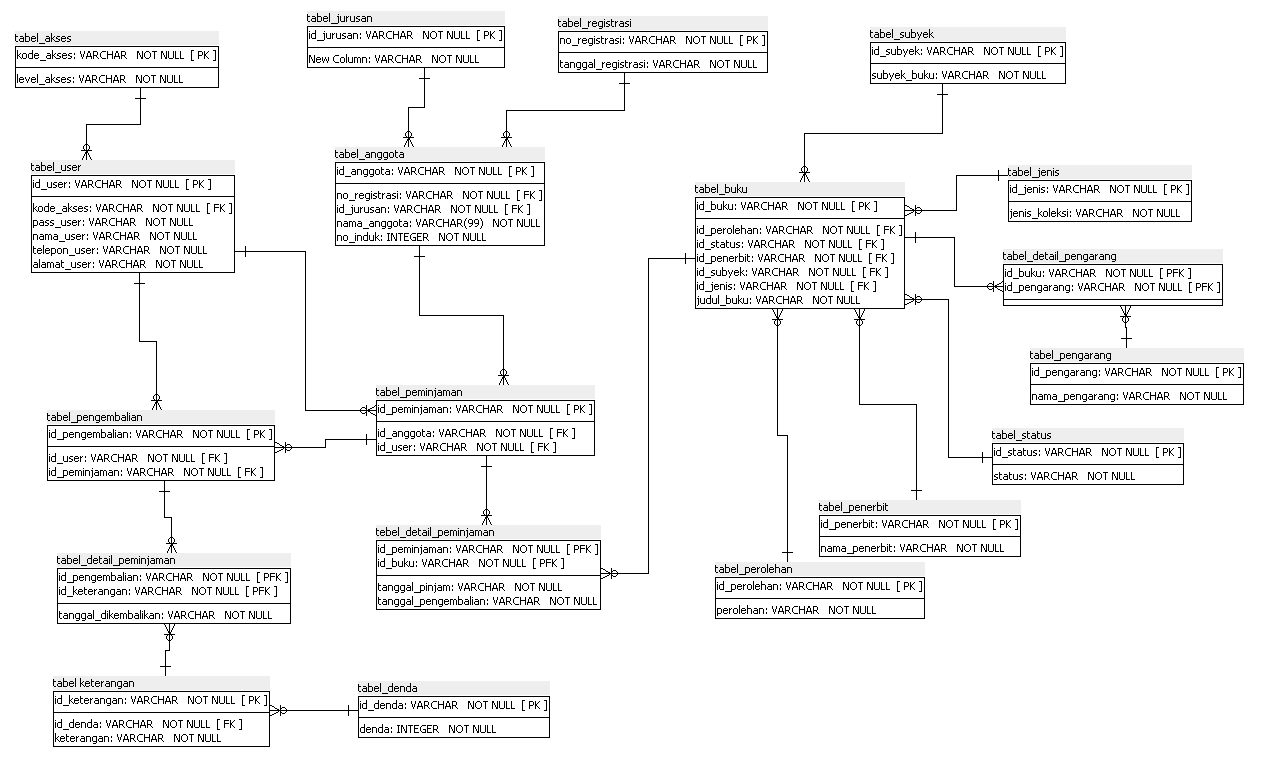 tabel_akses
kode_akses: VARCHAR NOT NULL [ PK ]
level_akses: VARCHAR NOT NULL
tabel_jurusan
id_jurusan: VARCHAR NOT NULL [ PK ]
New Column: VARCHAR NOT NULL
tabel_registrasi
no_registrasi: VARCHAR NOT NULL [ PK ]
tanggal_registrasi: VARCHAR NOT NULL
tabel_subyek
id_subyek: VARCHAR NOT NULL [ PK ]
subyek_buku: VARCHAR NOT NULL
tabel_user
id_user: VARCHAR NOT NULL [ PK ]
kode_akses: VARCHAR NOT NULL [ FK ]
pass_user: VARCHAR NOT NULL
nama_user: VARCHAR NOT NULL
telepon_user: VARCHAR NOT NULL
alamat_user: VARCHAR NOT NULL
tabel_anggota
id_anggota: VARCHAR NOT NULL [ PK ]
no_registrasi: VARCHAR NOT NULL [ FK ]
id_jurusan: VARCHAR NOT NULL [ FK ]
nama_anggota: VARCHAR(99) NOT NULL
no_induk: INTEGER NOT NULL
tabel_buku
id_buku: VARCHAR NOT NULL [ PK ]
id_perolehan: VARCHAR NOT NULL [ FK ]
id_status: VARCHAR NOT NULL [ FK ]
id_penerbit: VARCHAR NOT NULL [ FK ]
id_subyek: VARCHAR NOT NULL [ FK ]
id_jenis: VARCHAR NOT NULL [ FK ]
judul_buku: VARCHAR NOT NULL
tabel_jenis
id_jenis: VARCHAR NOT NULL [ PK ]
jenis_koleksi: VARCHAR NOT NULL
tabel_detail_pengarang
id_buku: VARCHAR NOT NULL [ PFK ]
id_pengarang: VARCHAR NOT NULL [ PFK ]
tabel_pengarang
id_pengarang: VARCHAR NOT NULL [ PK ]
nama_pengarang: VARCHAR NOT NULL
tabel_pengembalian
id_pengembalian: VARCHAR NOT NULL [ PK ]
id_user: VARCHAR NOT NULL [ FK ]
id_peminjaman: VARCHAR NOT NULL [ FK ]
tabel_peminjaman
id_peminjaman: VARCHAR NOT NULL [ PK ]
id_anggota: VARCHAR NOT NULL [ FK ]
id_user: VARCHAR NOT NULL [ FK ]
tabel_status
id_status: VARCHAR NOT NULL [ PK ]
status: VARCHAR NOT NULL
tabel_penerbit
id_penerbit: VARCHAR NOT NULL [ PK ]
nama_penerbit: VARCHAR NOT NULL
tabel_detail_peminjaman
id_pengembalian: VARCHAR NOT NULL [ PFK ]
id_keterangan: VARCHAR NOT NULL [ PFK ]
tanggal_dikembalikan: VARCHAR NOT NULL
tebel_detail_peminjaman
id_peminjaman: VARCHAR NOT NULL [ PFK ]
id_buku: VARCHAR NOT NULL [ PFK ]
tanggal_pinjam: VARCHAR NOT NULL
tanggal_pengembalian: VARCHAR NOT NULL
tabel_perolehan
id_perolehan: VARCHAR NOT NULL [ PK ]
perolehan: VARCHAR NOT NULL
tabel keterangan
id_keterangan: VARCHAR NOT NULL [ PK ]
id_denda: VARCHAR NOT NULL [ FK ]
keterangan: VARCHAR NOT NULL
tabel_denda
id_denda: VARCHAR NOT NULL [ PK ]
denda: INTEGER NOT NULL